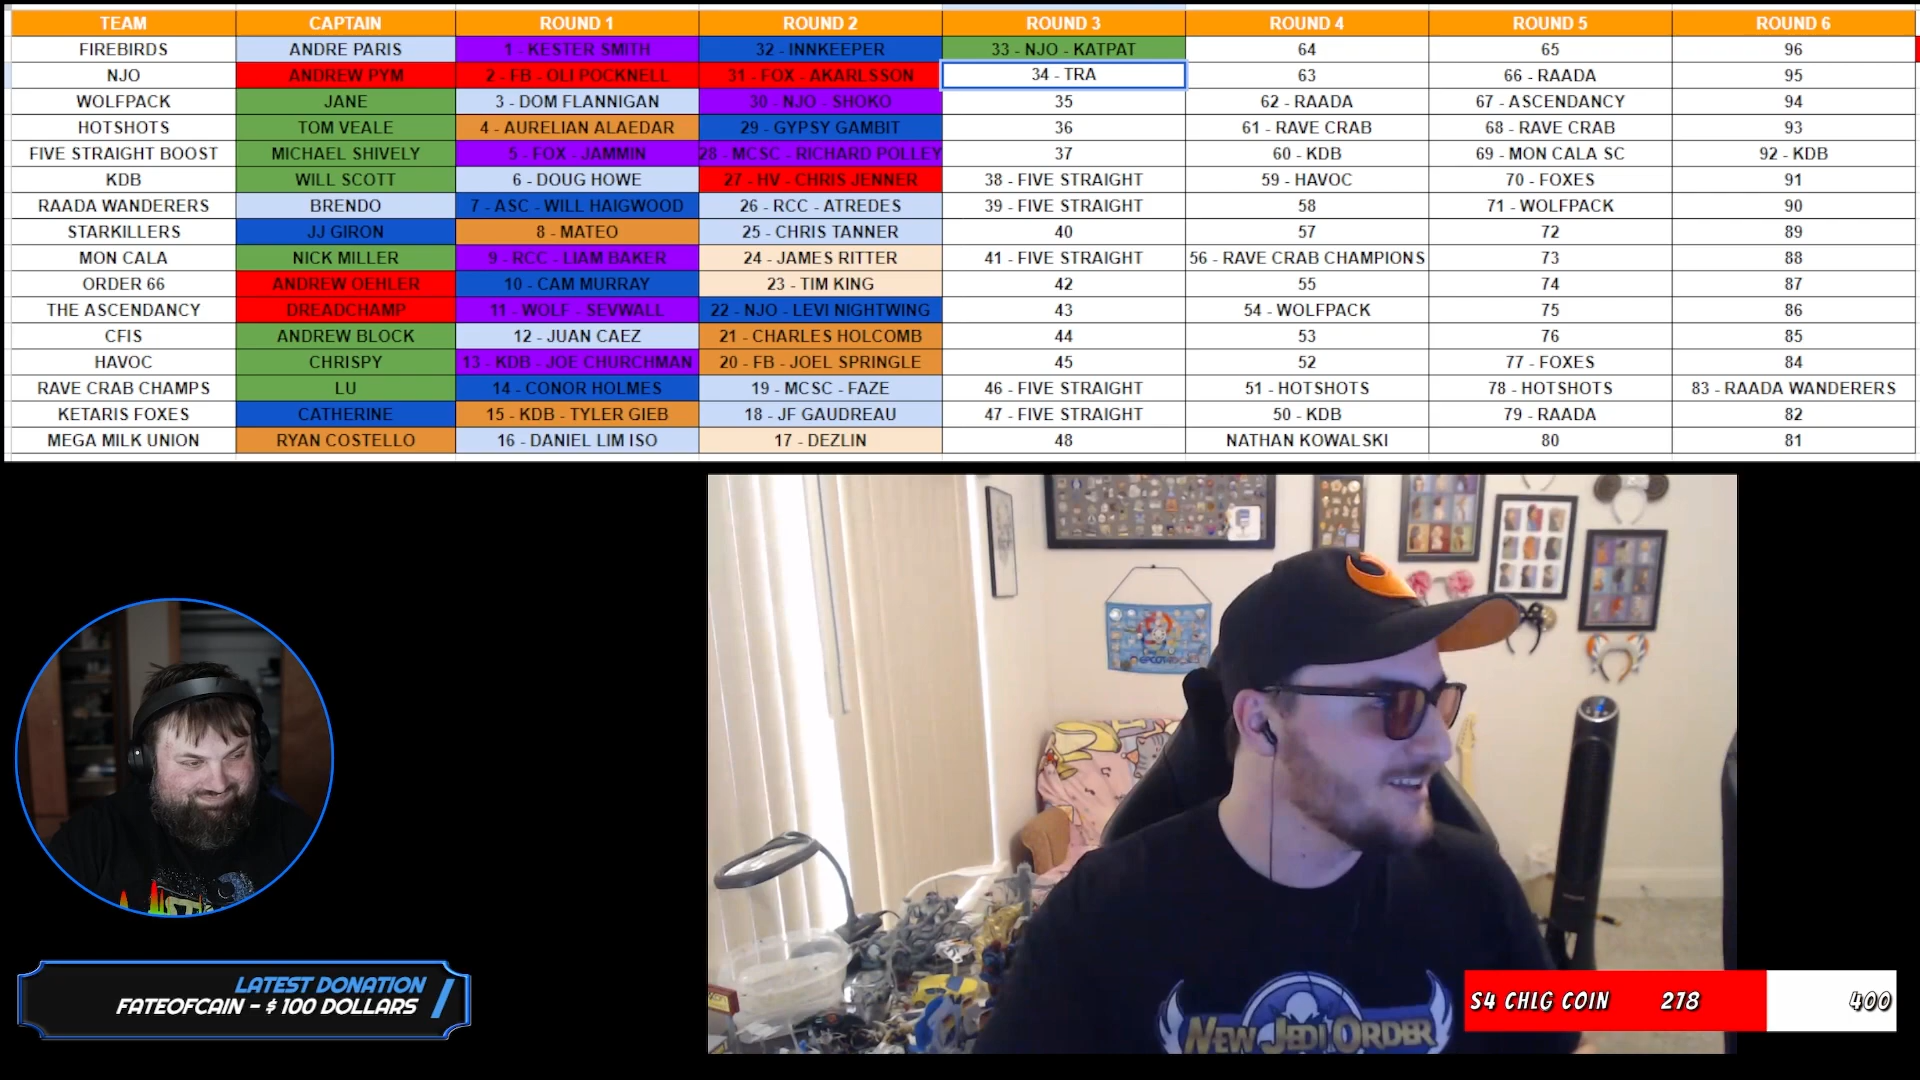 TEAM CAPTAIN ROUND 1 ROUND 2 ROUND 3 ROUND 4 ROUND 5 ROUND 6
FIREBIRDS ANDRE PARIS 1 - KESTER SMITH 32 - INNKEEPER 33 - NJO - KATPAT 64 65 96
NJO ANDREW PYM 2 - FB - OLI POCKNELL 31 - FOX - AKARLSSON 34 - TRA 63 66 - RAADA 95
WOLFPACK JANE 3 - DOM FLANNIGAN 30 - NJO - SHOKO 35 62 - RAADA 67 - ASCENDANCY 94
HOTSHOTS TOM VEALE 4 - AURELIAN ALAEDAR 29 - GYPSY GAMBIT 36 61 - RAVE CRAB 68 - RAVE CRAB 93
FIVE STRAIGHT BOOST MICHAEL SHIVELY 5 - FOX - JAMMIN 28 - MCSC - RICHARD POLLEY 37 60 - KDB 69 - MON CALA SC 92 - KDB
KDB WILL SCOTT 6 - DOUG HOWE 27 - HV - CHRIS JENNER 38 - FIVE STRAIGHT 59 - HAVOC 70 - FOXES 91
RAADA WANDERERS BRENDO 7 - ASC - WILL HAIGWOOD 26 - RCC - ATREDES 39 - FIVE STRAIGHT 58 71 - WOLFPACK 90
STARKILLERS JJ GIRON 8 - MATEO 25 - CHRIS TANNER 40 57 72 89
MON CALA NICK MILLER 9 - RCC - LIAM BAKER 24 - JAMES RITTER 41 - FIVE STRAIGHT 56 - RAVE CRAB CHAMPIONS 73 88
ORDER 66 ANDREW OEHLER 10 - CAM MURRAY 23 - TIM KING 42 55 74 87
THE ASCENDANCY DREADCHAMP 11 - WOLF - SEVWALL 22 - NJO - LEVI NIGHTWING 43 54 - WOLFPACK 75 86
CFIS ANDREW BLOCK 12 - JUAN CAEZ 21 - CHARLES HOLCOMB 44 53 76 85
HAVOC CHRISPY 13 - KDB - JOE CHURCHMAN 20 - FB - JOEL SPRINGLE 45 52 77 - FOXES 84
RAVE CRAB CHAMPS LU 14 - CONOR HOLMES 19 - MCSC - FAZE 46 - FIVE STRAIGHT 51 - HOTSHOTS 78 - HOTSHOTS 83 - RAADA WANDERERS
KETARIS FOXES CATHERINE 15 - KDB - TYLER GIEB 18 - JF GAUDREAU 47 - FIVE STRAIGHT 50 - KDB 79 - RAADA 82
MEGA MILK UNION RYAN COSTELLO 16 - DANIEL LIM ISO 17 - DEZLIN 48 NATHAN KOWALSKI 80 81
LATEST DONATION
FATEOFCAIN - $100 DOLLARS
NEW JEDI ORDER
S4 CHLG COIN 278 400